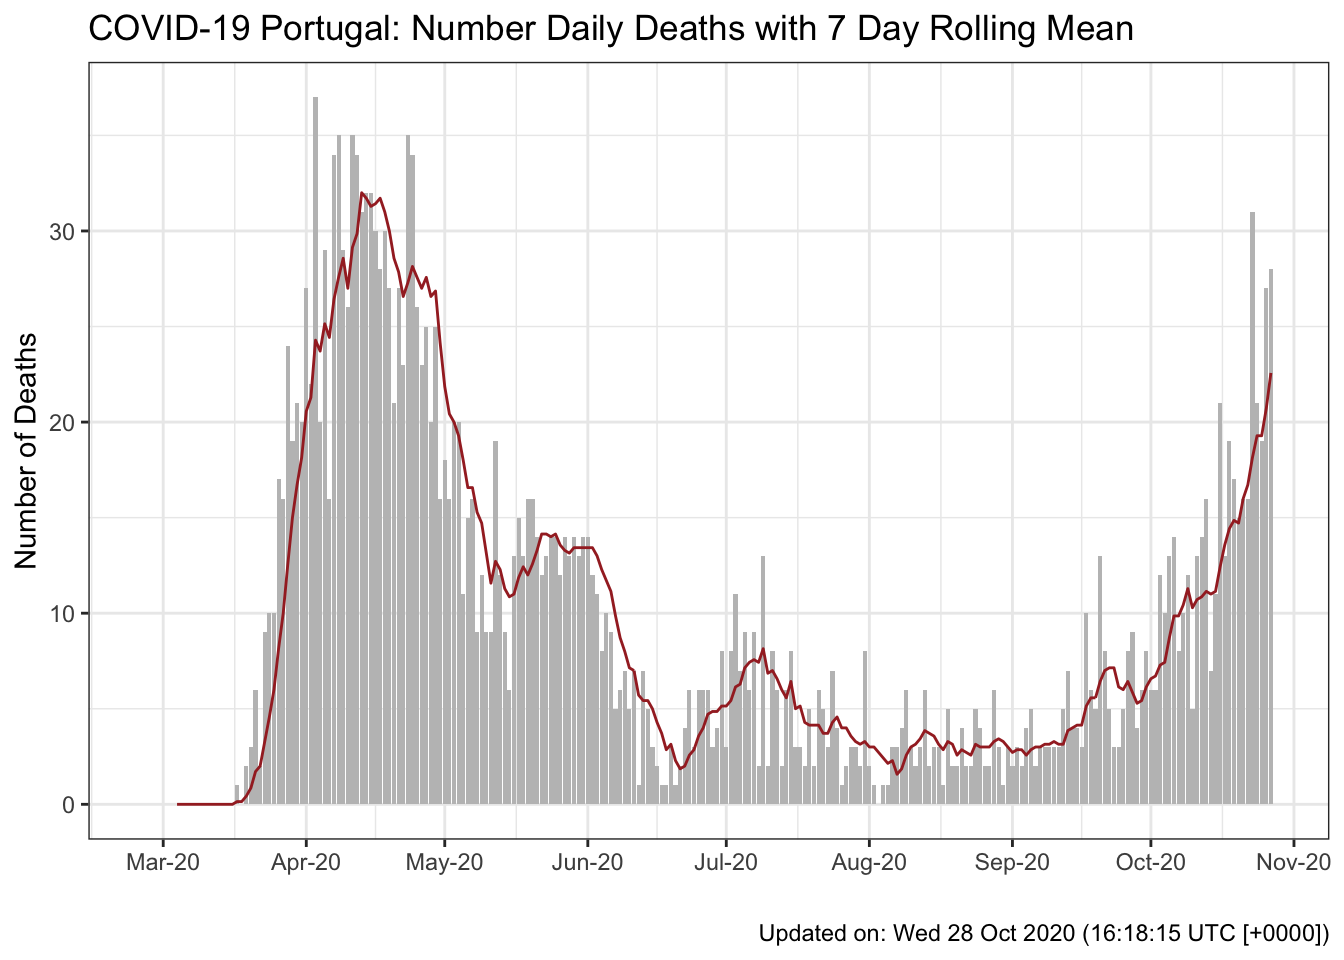 COVID-19 Portugal: Number Daily Deaths with 7 Day Rolling Mean
Number of Deaths
30
20
10
0
Mar-20 Apr-20 May-20 Jun-20 Jul-20 Aug-20 Sep-20 Oct-20 Nov-20
Updated on: Wed 28 Oct 2020 (16:18:15 UTC [+0000])